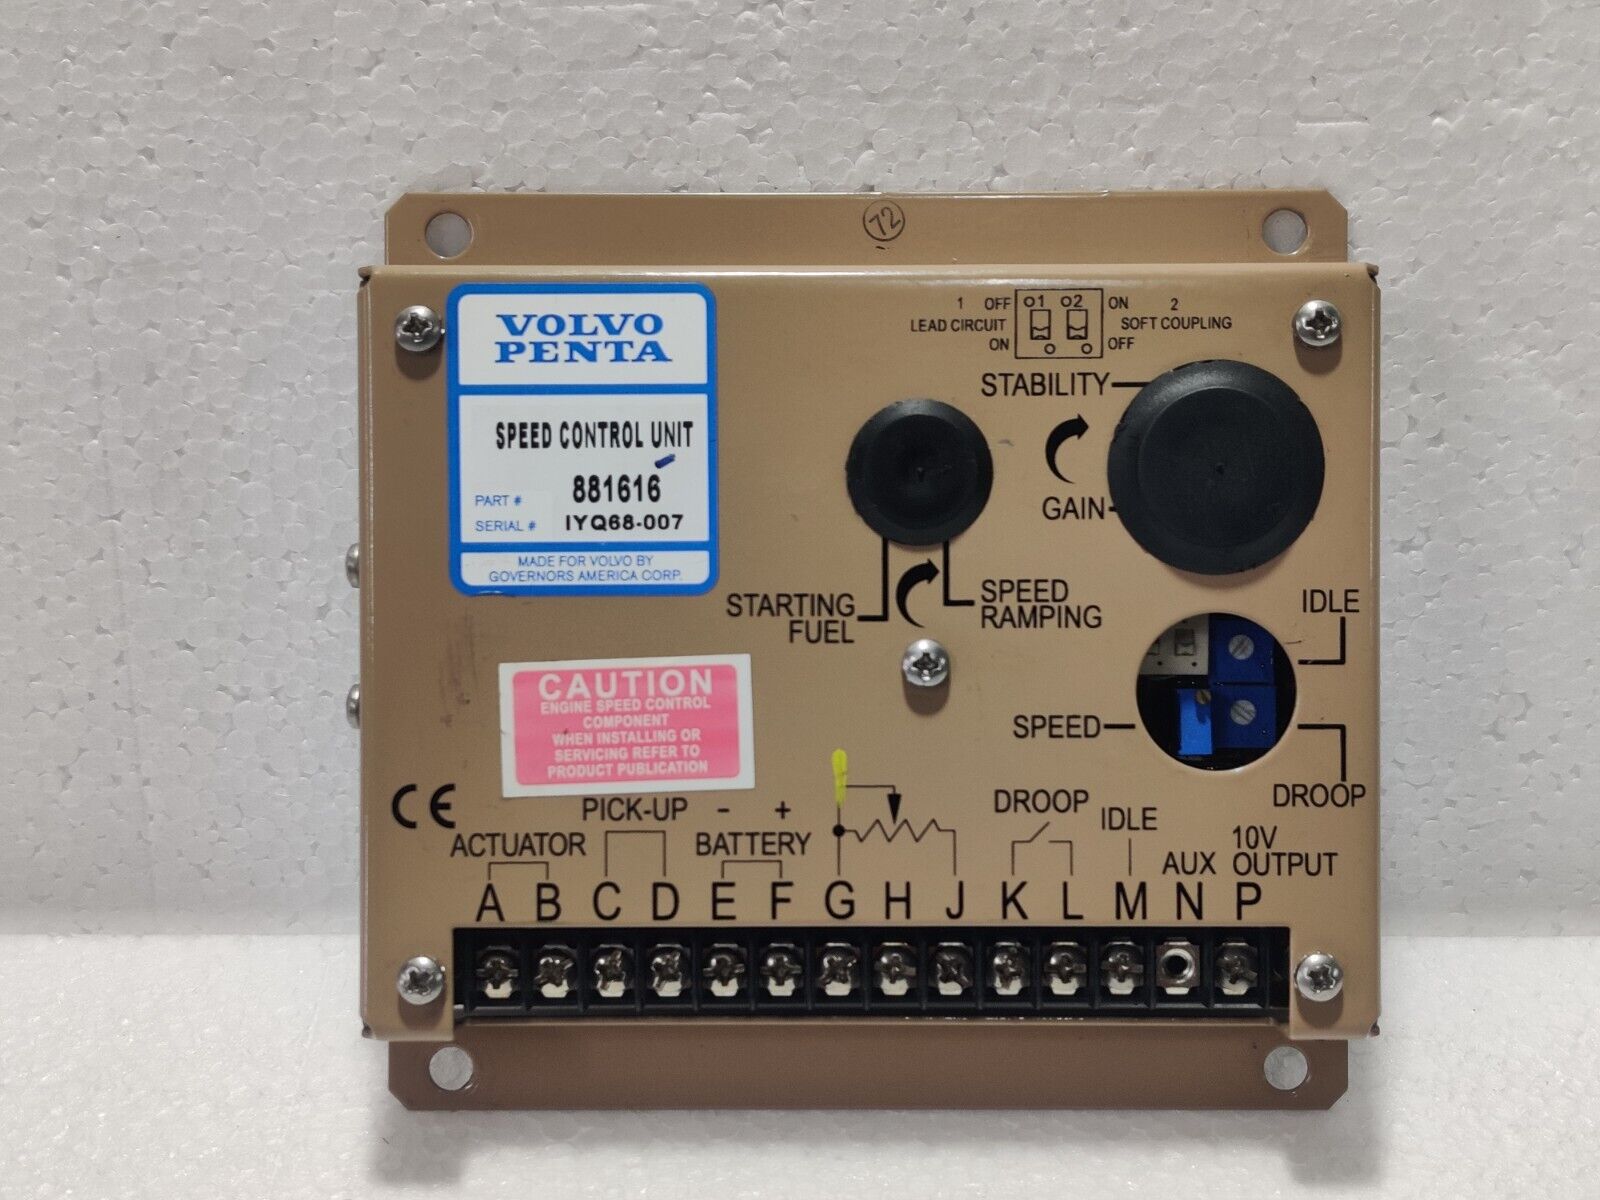 72
VOLVO
PENTA
SPEED CONTROL UNIT
PART # 881616
SERIAL # IYQ68-007
MADE FOR VOLVO BY
GOVERNORS AMERICA CORP.
1 OFF 1 2 ON 2
LEAD CIRCUIT SOFT COUPLING
ON OFF
STABILITY
GAIN
STARTING
FUEL
SPEED
RAMPING
IDLE
SPEED
DROOP
CAUTION
ENGINE SPEED CONTROL
COMPONENT
WHEN INSTALLING OR
SERVICING REFER TO
PRODUCT PUBLICATION
CE
PICK-UP - +
ACTUATOR BATTERY
DROOP
IDLE
AUX
10V
OUTPUT
A B C D E F G H J K L M N P